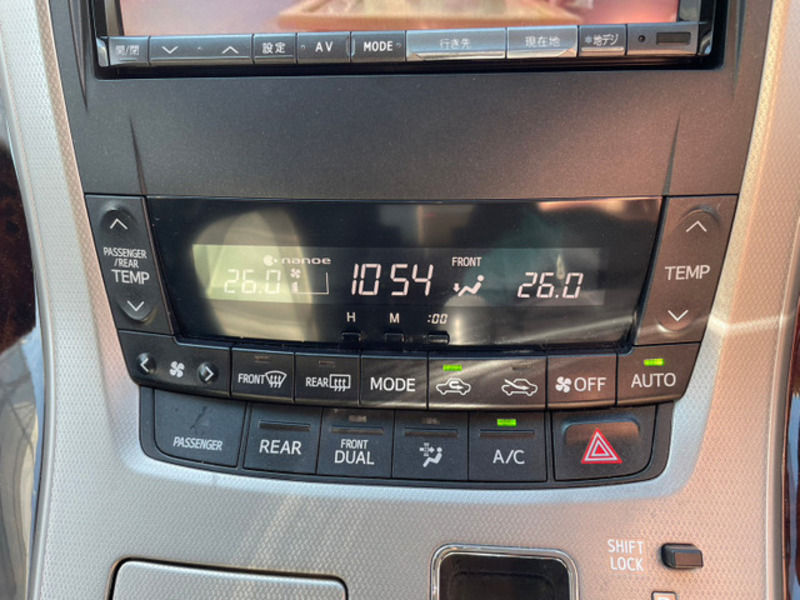 開/閉 設定 AV MODE 行き先 現在地 *地デジ
PASSENGER
/REAR
TEMP
nanoe
26.0
10 54
FRONT
26.0
H M :00
TEMP
FRONT REAR MODE OFF AUTO
PASSENGER
REAR
FRONT
DUAL
A/C
SHIFT
LOCK